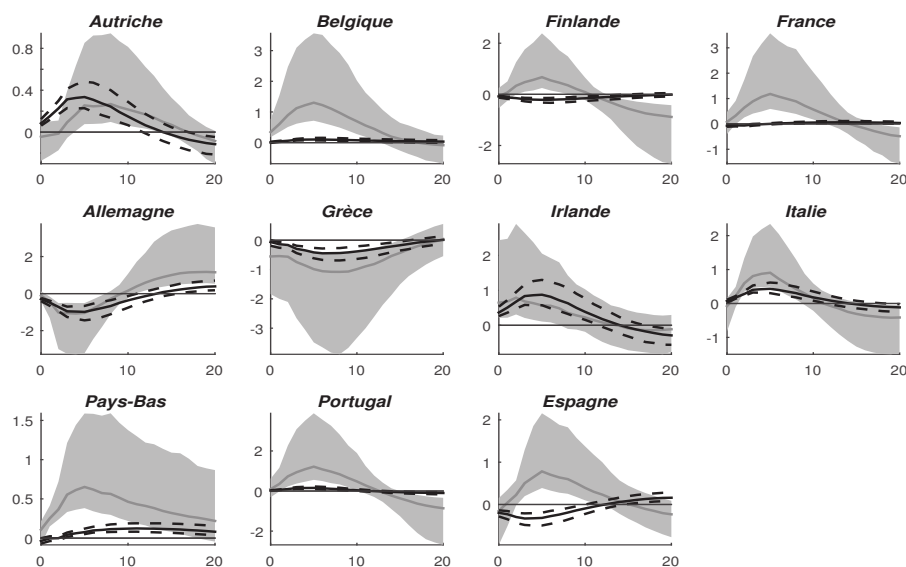 Autriche Belgique Finlande France
0.8 3 2 3
0.4 2 0 2
0 1 -2 1
0 0
-1
0 10 20 0 10 20 0 10 20 0 10 20
Allemagne Grèce Irlande Italie
2 0 2 2
0 -1 1 1
-2 -2 0 0
-3 -1
0 10 20 0 10 20 0 10 20 0 10 20
Pays-Bas Portugal Espagne
1.5 2 2
1 0 1
0.5 -2 0
0
0 10 20 0 10 20 0 10 20